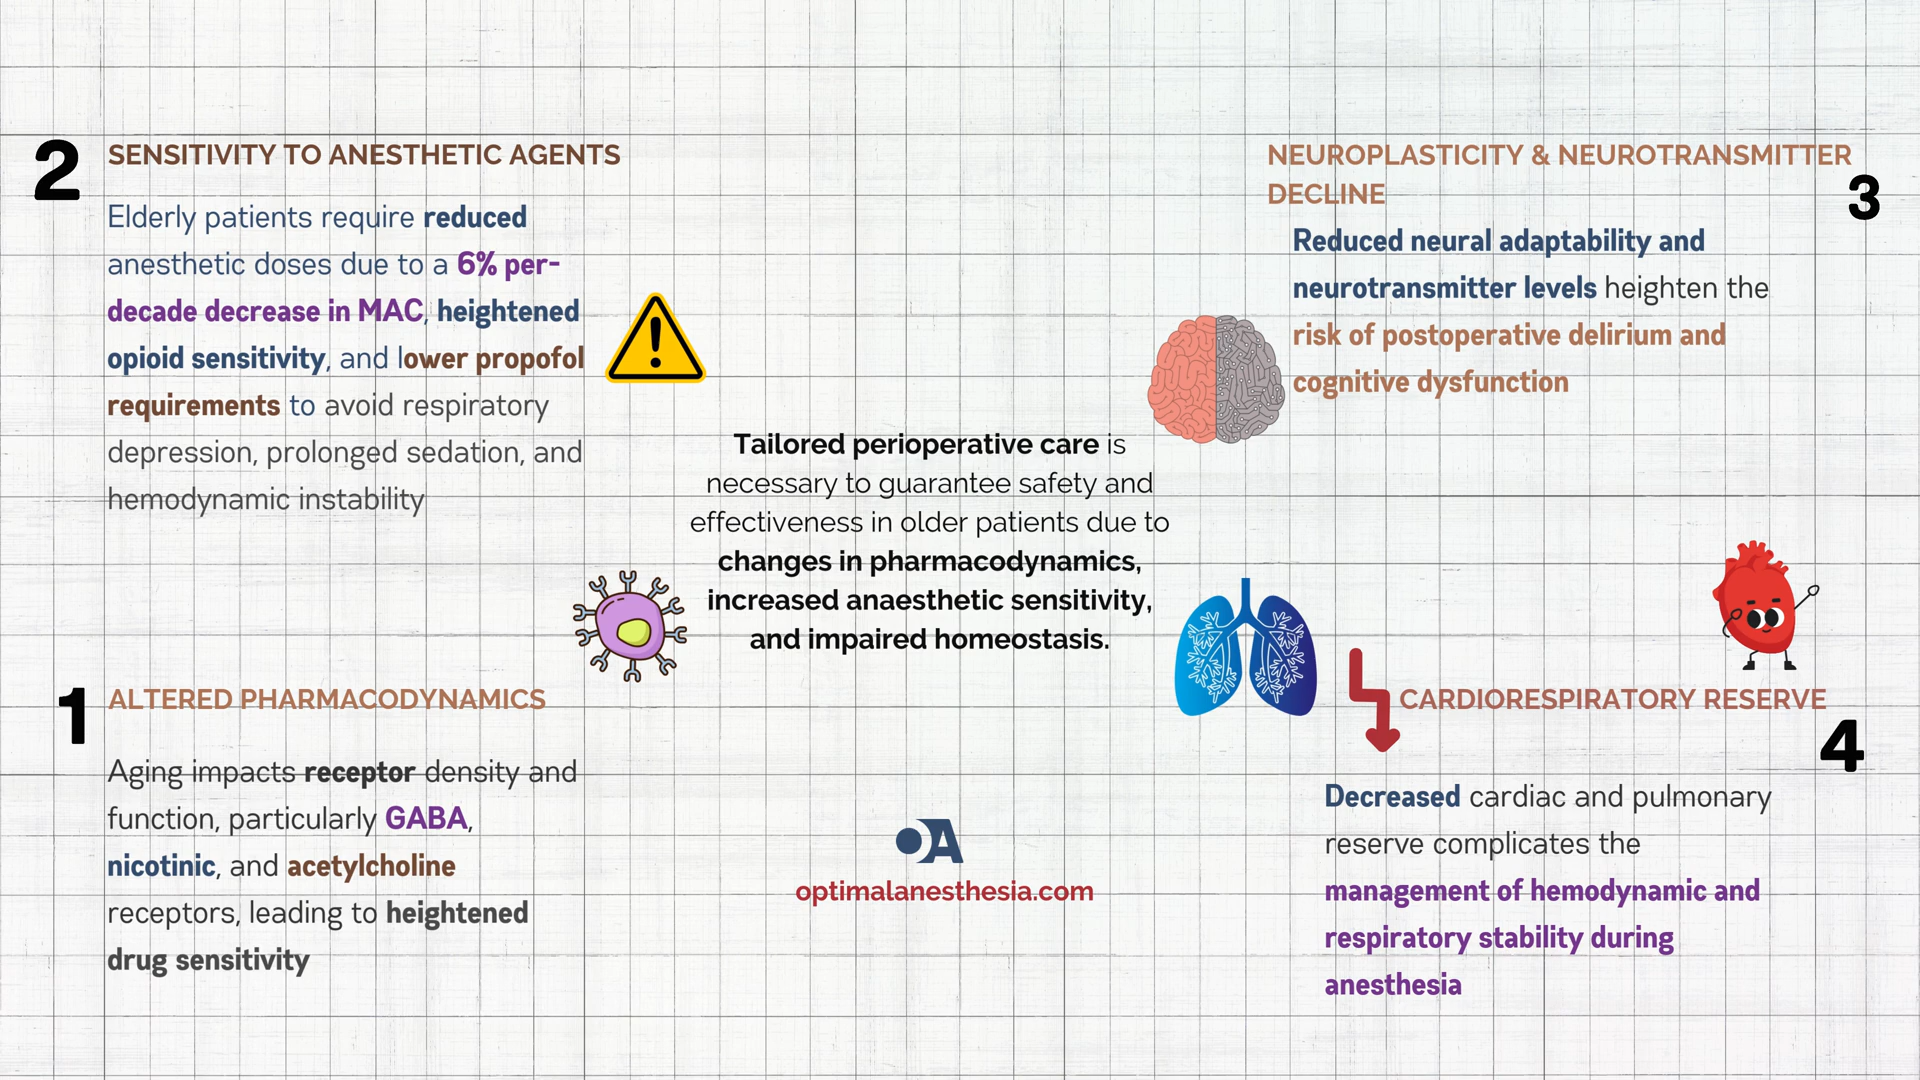 2
SENSITIVITY TO ANESTHETIC AGENTS
Elderly patients require reduced
anesthetic doses due to a 6% per-
decade decrease in MAC, heightened
opioid sensitivity, and lower propofol
requirements to avoid respiratory
depression, prolonged sedation, and
hemodynamic instability
NEUROPLASTICITY & NEUROTRANSMITTER
DECLINE
3
Reduced neural adaptability and
neurotransmitter levels heighten the
risk of postoperative delirium and
cognitive dysfunction
Tailored perioperative care is
necessary to guarantee safety and
effectiveness in older patients due to
changes in pharmacodynamics,
increased anaesthetic sensitivity,
and impaired homeostasis.
1
ALTERED PHARMACODYNAMICS
Aging impacts receptor density and
function, particularly GABA,
nicotinic, and acetylcholine
receptors, leading to heightened
drug sensitivity
CARDIORESPIRATORY RESERVE
4
Decreased cardiac and pulmonary
reserve complicates the
management of hemodynamic and
respiratory stability during
anesthesia
OA
optimalanesthesia.com